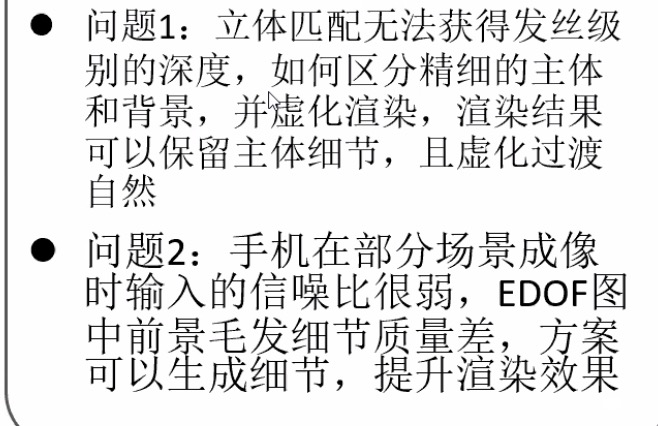 ● 问题1：立体匹配无法获得发丝级
别的深度，如何区分精细的主体
和背景，并虚化渲染，渲染结果
可以保留主体细节，且虚化过渡
自然
● 问题2：手机在部分场景成像
时输入的信噪比很弱，EDOF图
中前景毛发细节质量差，方案
可以生成细节，提升渲染效果